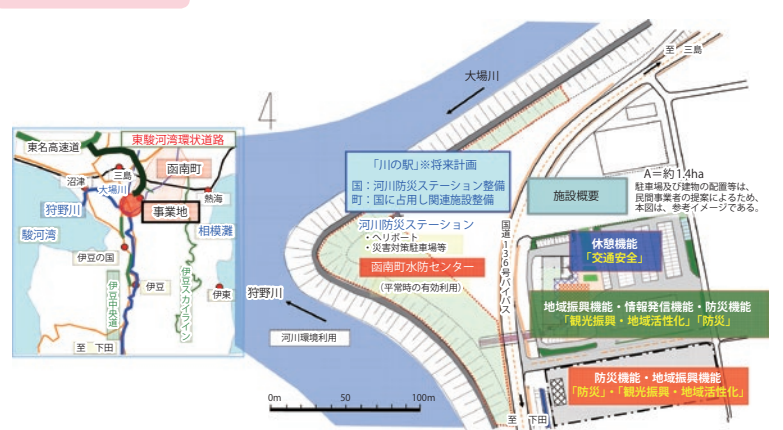 東名高速道
東駿河湾環状道路
函南町
三島
沼津
大場川
熱海
狩野川
事業地
駿河湾
相模灘
伊豆の国
伊豆中央道
伊豆
伊豆スカイライン
伊東
至 下田
大場川
至 三島
「川の駅」※将来計画
国：河川防災ステーション整備
町：国に占用し関連施設整備
河川防災ステーション
・ヘリポート
・災害対策駐車場等
函南町水防センター
（平常時の有効利用）
狩野川
河川環境利用
0m 50 100m
国道136号バイパス
至 下田
施設概要
A＝約1.4ha
駐車場及び建物の配置等は、
民間事業者の提案によるため、
本図は、参考イメージである。
休憩機能
「交通安全」
地域振興機能・情報発信機能・防災機能
「観光振興・地域活性化」「防災」
防災機能・地域振興機能
「防災」・「観光振興・地域活性化」